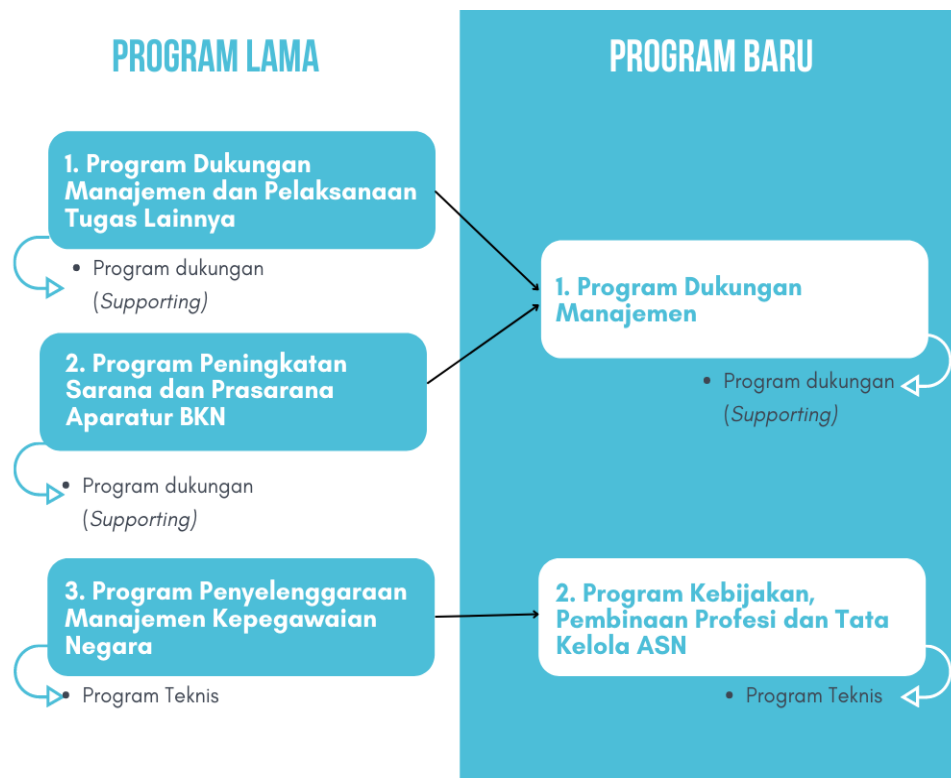 PROGRAM LAMA
1. Program Dukungan
Manajemen dan Pelaksanaan
Tugas Lainnya
• Program dukungan
(Supporting)
2. Program Peningkatan
Sarana dan Prasarana
Aparatur BKN
• Program dukungan
(Supporting)
3. Program Penyelenggaraan
Manajemen Kepegawaian
Negara
• Program Teknis
PROGRAM BARU
1. Program Dukungan
Manajemen
• Program dukungan
(Supporting)
2. Program Kebijakan,
Pembinaan Profesi dan Tata
Kelola ASN
• Program Teknis